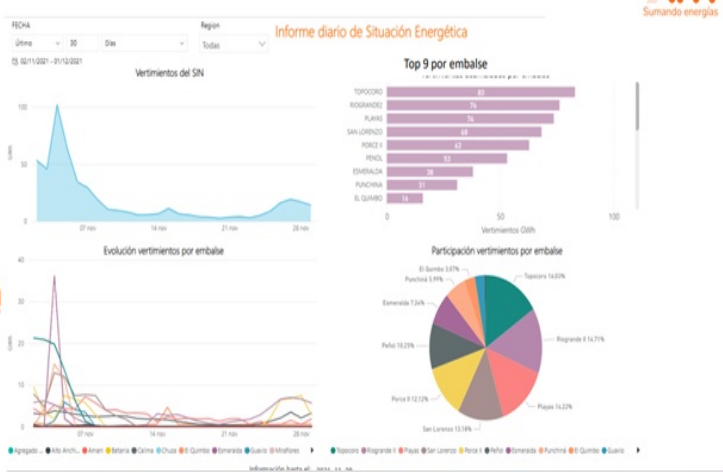 Sumando energías
FECHA
Último 30 Días
02/11/2021 - 01/12/2021
Region
Todas
Informe diario de Situación Energética
Vertimientos del SIN
100
50
0
07 nov 14 nov 21 nov 28 nov
Top 9 por embalse
TOPOCORO 83
RIOGRANDE2 76
PLAYAS 74
SAN LORENZO 68
PORCE II 63
PENOL 53
ESMERALDA 38
PUNCHINA 31
EL QUIMBO 16
0 50 100
Vertimientos GWh
Evolución vertimientos por embalse
40
30
20
10
0
07 nov 14 nov 21 nov 28 nov
Agregado ... Alto Anchi... Amani Betania Calima Chuza El Quimbo Esmeralda Guavio Miraflores
Participación vertimientos por embalse
El Quimbo 3.07%
Punchiná 5.99%
Esmeralda 7.34%
Peñol 10.25%
Porce II 12.12%
San Lorenzo 13.18%
Playas 14.22%
Riogrande II 14.71%
Topocoro
Topocoro Riogrande II Playas San Lorenzo Porce II Peñol Esmeralda Punchiná El Quimbo Guavio